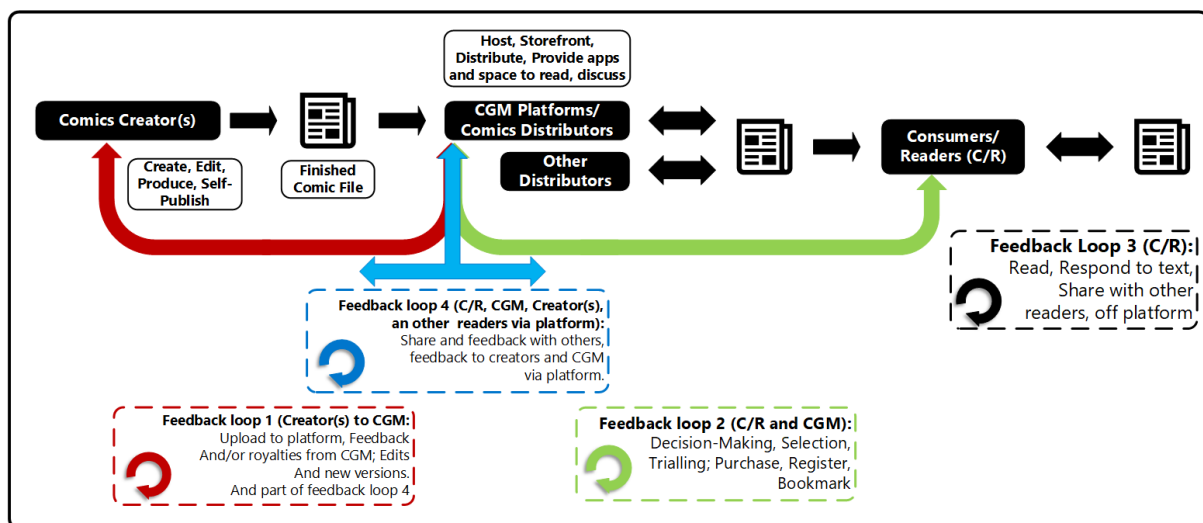 Host, Storefront,
Distribute, Provide apps
and space to read, discuss
Comics Creator(s)
CGM Platforms/
Comics Distributors
Consumers/
Readers (C/R)
Create, Edit,
Produce, Self-
Publish
Finished
Comic File
Other
Distributors
Feedback Loop 3 (C/R):
Read, Respond to text,
Share with other
readers, off platform
Feedback loop 4 (C/R, CGM, Creator(s),
an other readers via platform):
Share and feedback with others,
feedback to creators and CGM
via platform.
Feedback loop 1 (Creator(s) to CGM:
Upload to platform, Feedback
And/or royalties from CGM; Edits
And new versions.
And part of feedback loop 4
Feedback loop 2 (C/R and CGM):
Decision-Making, Selection,
Trialling; Purchase, Register,
Bookmark